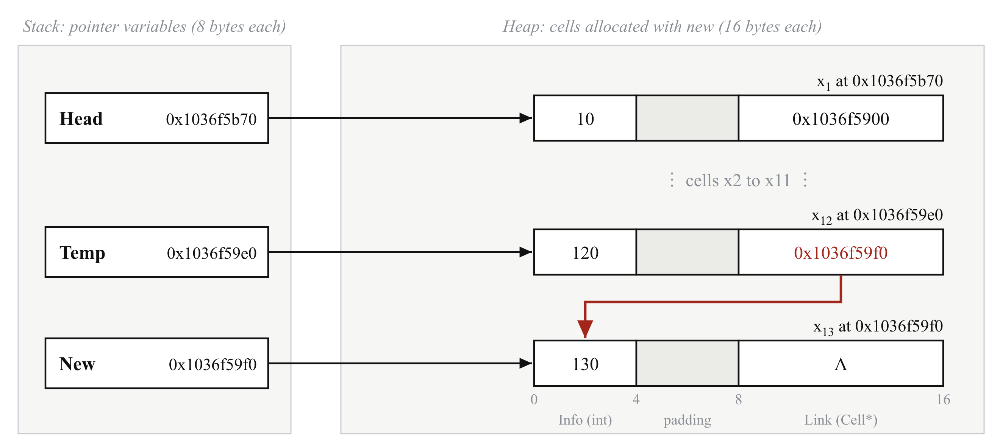 Stack: pointer variables (8 bytes each)
Heap: cells allocated with new (16 bytes each)
x₁ at 0x1036f5b70
Head 0x1036f5b70
10 0x1036f5900
⋮ cells x2 to x11 ⋮
x₁₂ at 0x1036f59e0
Temp 0x1036f59e0
120 0x1036f59f0
x₁₃ at 0x1036f59f0
New 0x1036f59f0
130 Λ
0 4 8 16
Info (int) padding Link (Cell*)